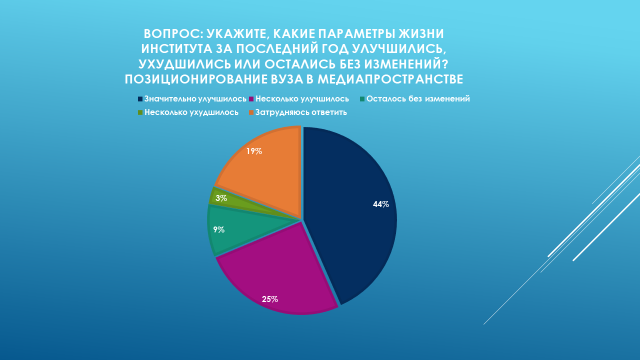 ВОПРОС: УКАЖИТЕ, КАКИЕ ПАРАМЕТРЫ ЖИЗНИ
ИНСТИТУТА ЗА ПОСЛЕДНИЙ ГОД УЛУЧШИЛИСЬ,
УХУДШИЛИСЬ ИЛИ ОСТАЛИСЬ БЕЗ ИЗМЕНЕНИЙ?
ПОЗИЦИОНИРОВАНИЕ ВУЗА В МЕДИАПРОСТРАНСТВЕ
Значительно улучшилось Несколько улучшилось Осталось без изменений
Несколько ухудшилось Затрудняюсь ответить
19%
44%
3%
9%
25%